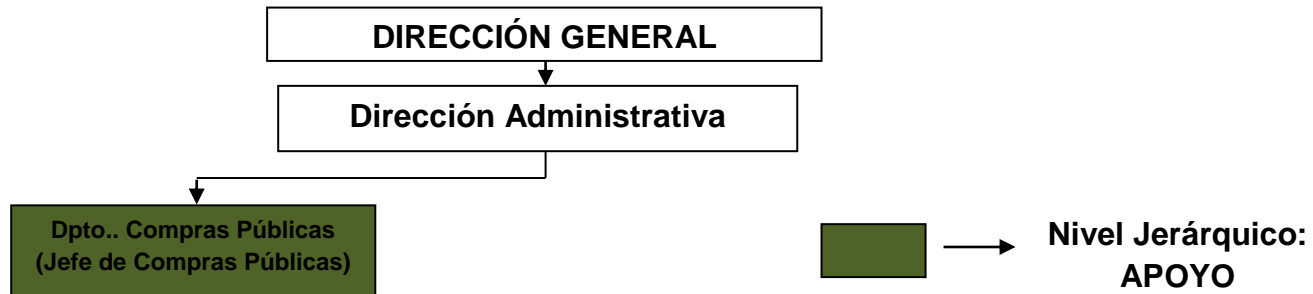 DIRECCIÓN GENERAL
Dirección Administrativa
Dpto.. Compras Públicas
(Jefe de Compras Públicas)
Nivel Jerárquico:
APOYO